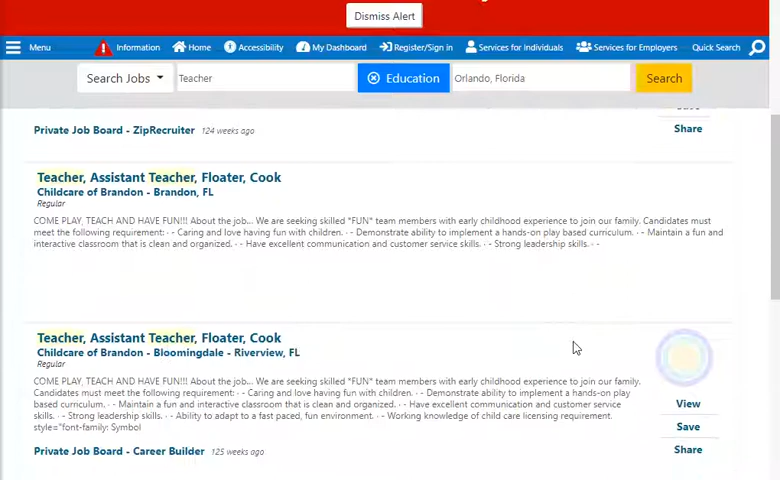 Dismiss Alert
Menu Information Home Accessibility My Dashboard Register/Sign in Services for Individuals Services for Employers Quick Search
Search Jobs Teacher Education Orlando, Florida Search
Share
Private Job Board - ZipRecruiter 124 weeks ago
Teacher, Assistant Teacher, Floater, Cook
Childcare of Brandon - Brandon, FL
Regular
COME PLAY, TEACH AND HAVE FUN!!! About the job... We are seeking skilled *FUN* team members with early childhood experience to join our family. Candidates must
meet the following requirement: · - Caring and love having fun with children. · - Demonstrate ability to implement a hands-on play based curriculum. · - Maintain a fun and
interactive classroom that is clean and organized. · - Have excellent communication and customer service skills. · - Strong leadership skills. · -
Teacher, Assistant Teacher, Floater, Cook
Childcare of Brandon - Bloomingdale - Riverview, FL
Regular
COME PLAY, TEACH AND HAVE FUN!!! About the job... We are seeking skilled *FUN* team members with early childhood experience to join our family.
Candidates must meet the following requirement: · - Caring and love having fun with children. · - Demonstrate ability to implement a hands-on play
based curriculum. · - Maintain a fun and interactive classroom that is clean and organized. · - Have excellent communication and customer service
skills. · - Strong leadership skills. · - Ability to adapt to a fast paced, fun environment. · - Working knowledge of child care licensing requirement.
style="font-family: Symbol
View
Save
Share
Private Job Board - Career Builder 125 weeks ago